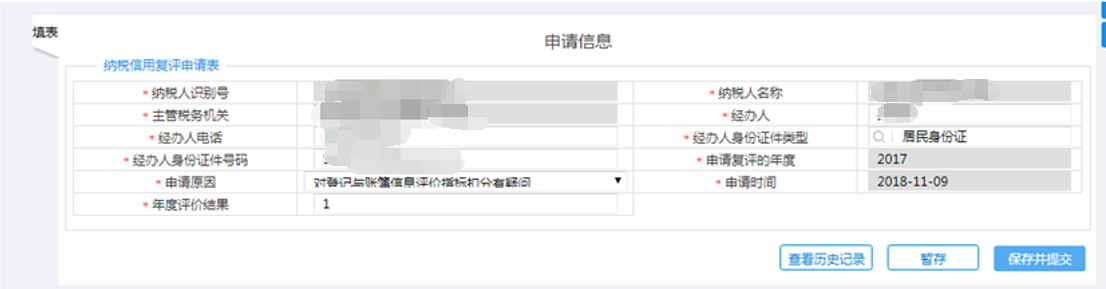 填表
申请信息
纳税信用复评申请表
* 纳税人识别号 * 纳税人名称
* 主管税务机关 * 经办人
* 经办人电话 * 经办人身份证件类型 居民身份证
* 经办人身份证件号码 * 申请复评的年度 2017
* 申请原因 对登记与账簿信息评价指标扣分有疑问 * 申请时间 2018-11-09
* 年度评价结果 1
查看历史记录 暂存 保存并提交